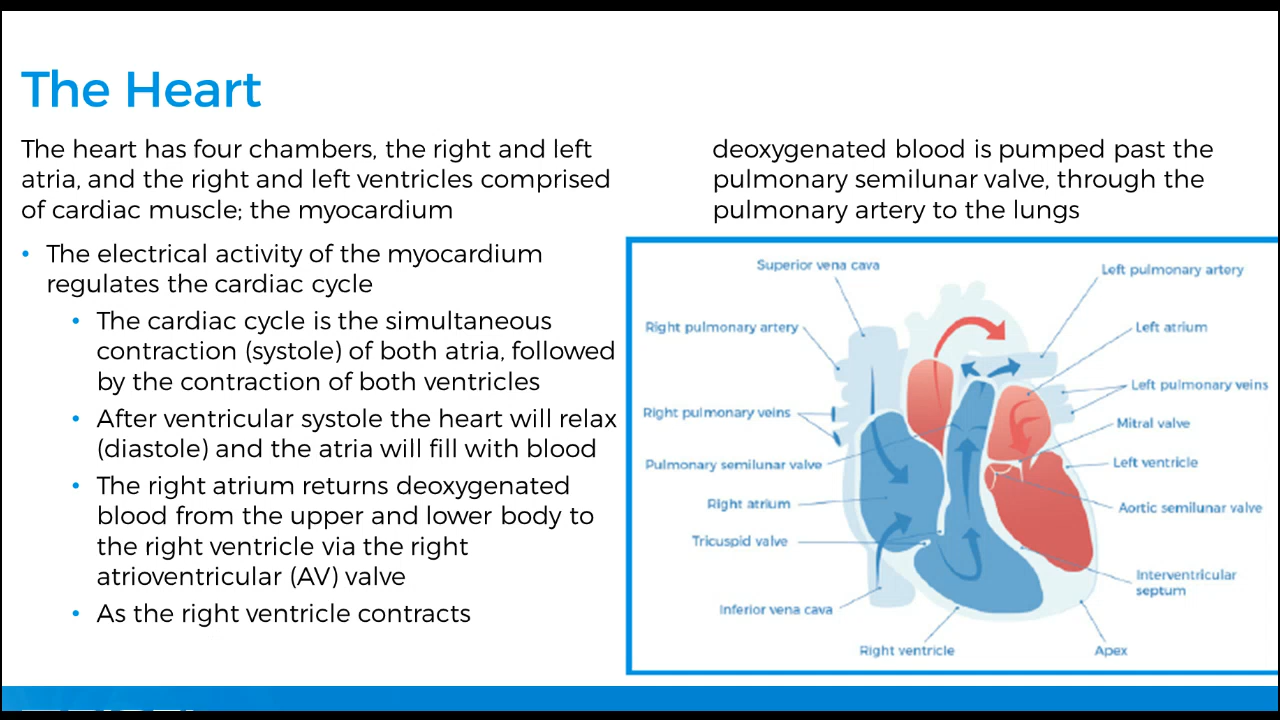 The Heart
The heart has four chambers, the right and left
atria, and the right and left ventricles comprised
of cardiac muscle; the myocardium
• The electrical activity of the myocardium
regulates the cardiac cycle
• The cardiac cycle is the simultaneous
contraction (systole) of both atria, followed
by the contraction of both ventricles
• After ventricular systole the heart will relax
(diastole) and the atria will fill with blood
• The right atrium returns deoxygenated
blood from the upper and lower body to
the right ventricle via the right
atrioventricular (AV) valve
• As the right ventricle contracts
deoxygenated blood is pumped past the
pulmonary semilunar valve, through the
pulmonary artery to the lungs
Superior vena cava
Right pulmonary artery
Right pulmonary veins
Pulmonary semilunar valve
Right atrium
Tricuspid valve
Inferior vena cava
Right ventricle
Left pulmonary artery
Left atrium
Left pulmonary veins
Mitral valve
Left ventricle
Aortic semilunar valve
Interventricular
septum
Apex